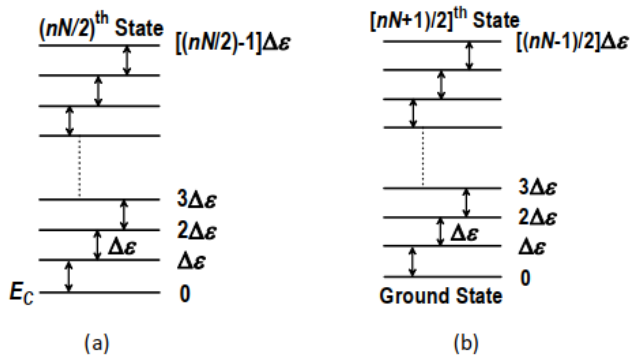 (nN/2)th State
[(nN/2)-1]Δε
3Δε
2Δε
Δε
Δε
E_C
0
(a)
[nN+1)/2]th State
[(nN-1)/2]Δε
3Δε
2Δε
Δε
Δε
0
Ground State
(b)